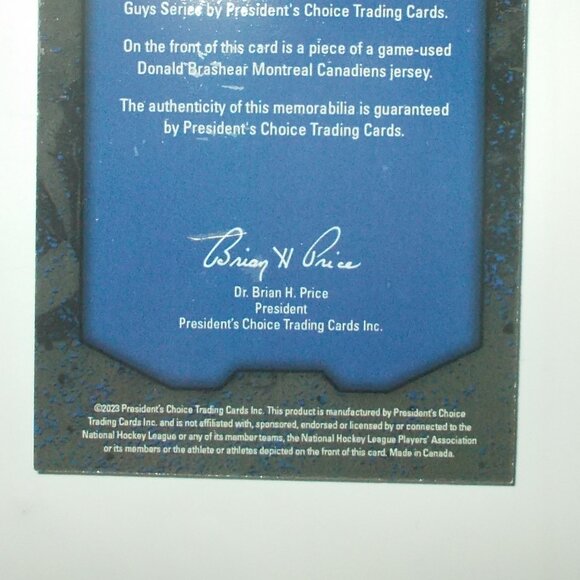 Guys Series by President's Choice Trading Cards.
On the front of this card is a piece of a game-used
Donald Brashear Montreal Canadiens jersey.
The authenticity of this memorabilia is guaranteed
by President's Choice Trading Cards.
Brian H Price
Dr. Brian H. Price
President
President's Choice Trading Cards Inc.
©2023 President's Choice Trading Cards Inc. This product is manufactured by President's Choice
Trading Cards Inc. and is not affiliated with, sponsored, endorsed or licensed by or connected to the
National Hockey League or any of its member teams, the National Hockey League Players' Association
or its members or the athlete or athletes depicted on the front of this card. Made in Canada.